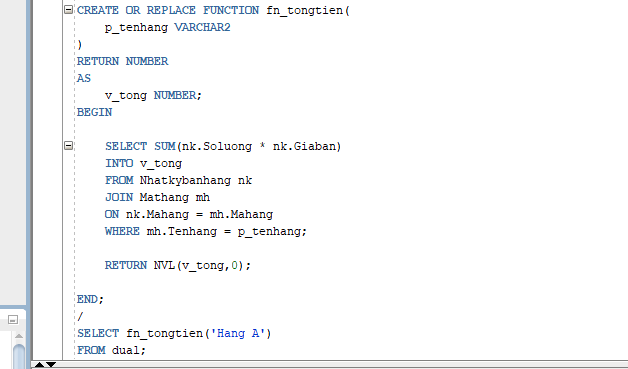 CREATE OR REPLACE FUNCTION fn_tongtien(
p_tenhang VARCHAR2
)
RETURN NUMBER
AS
v_tong NUMBER;
BEGIN
SELECT SUM(nk.Soluong * nk.Giaban)
INTO v_tong
FROM Nhatkybanhang nk
JOIN Mathang mh
ON nk.Mahang = mh.Mahang
WHERE mh.Tenhang = p_tenhang;
RETURN NVL(v_tong,0);
END;
/
SELECT fn_tongtien('Hang A')
FROM dual;